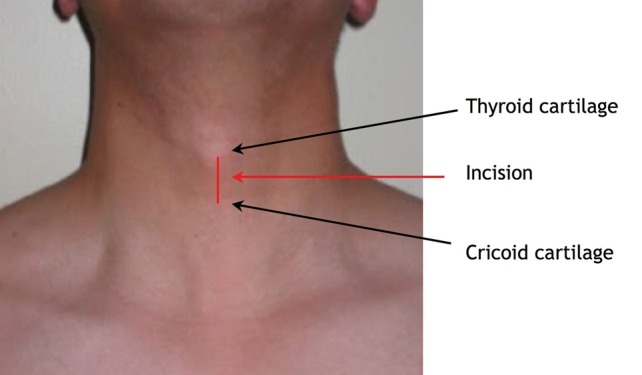 Thyroid cartilage
Incision
Cricoid cartilage